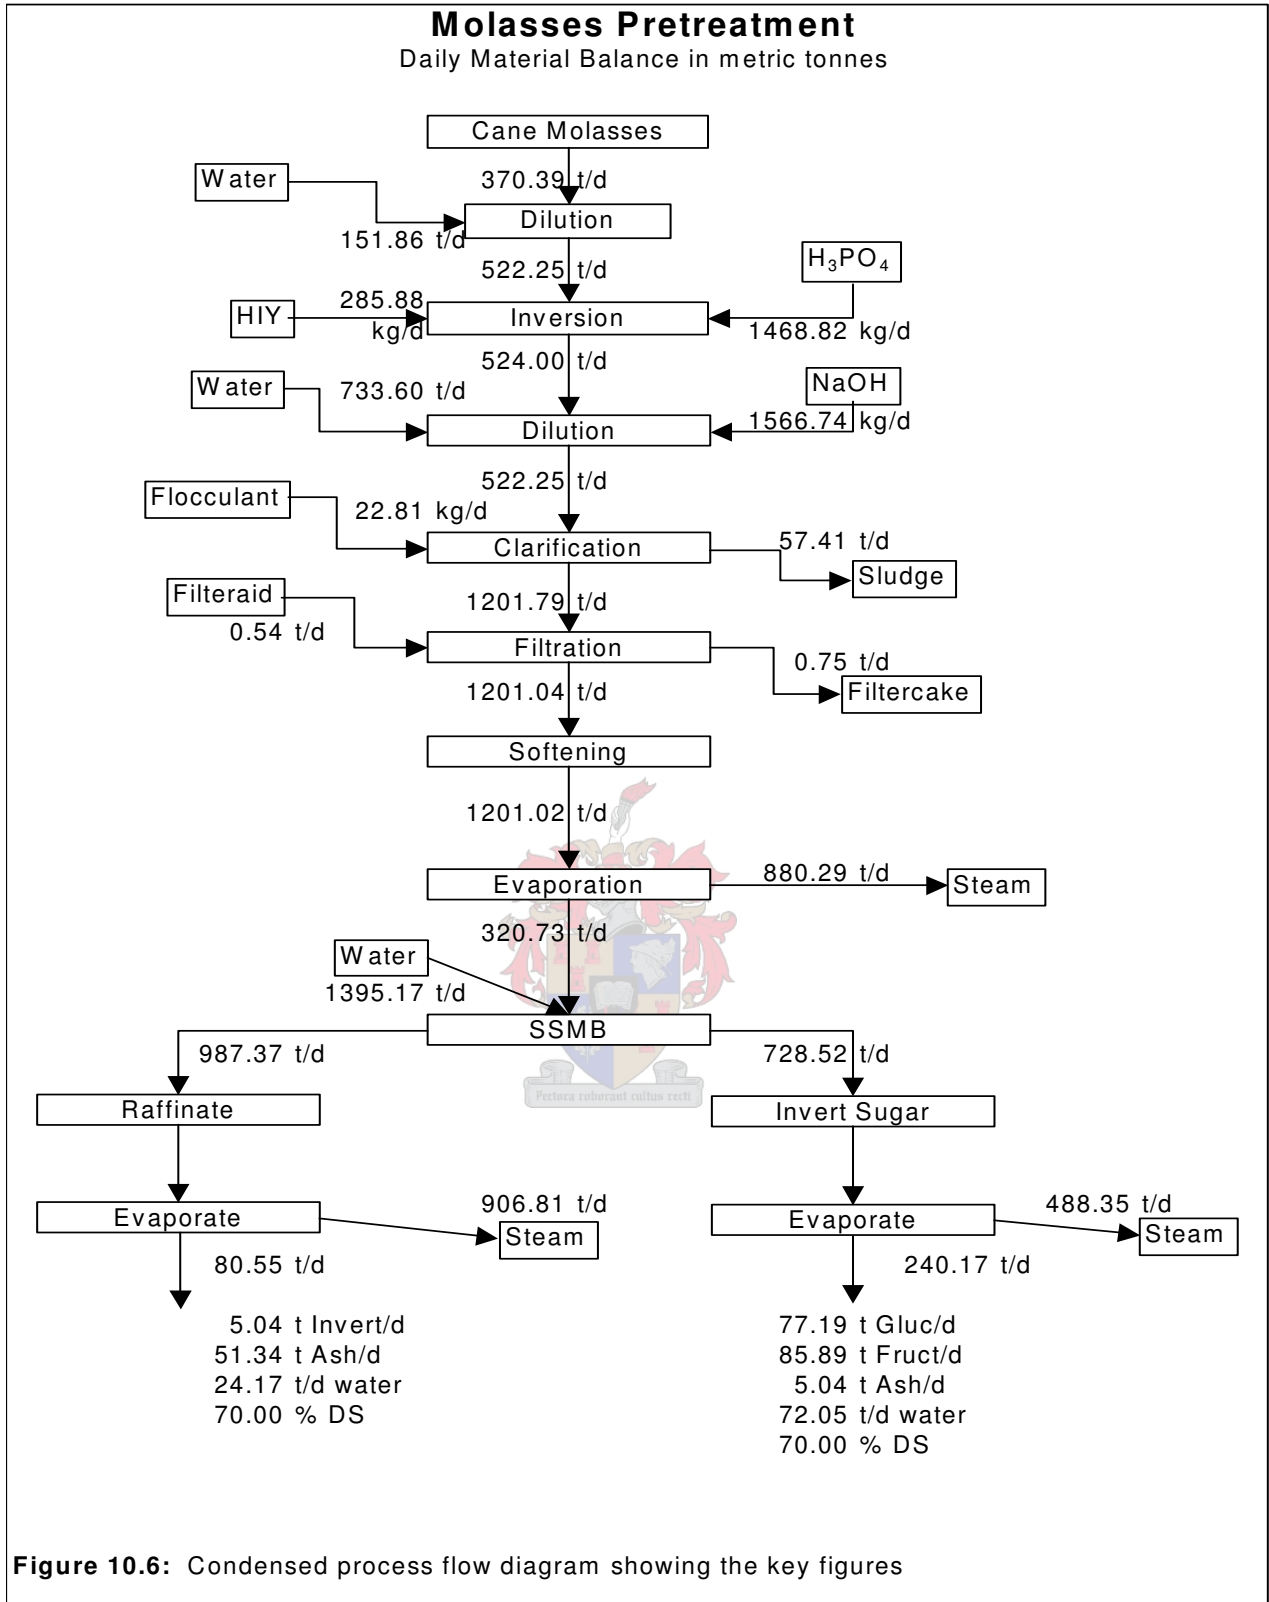 Molasses Pretreatment
Daily Material Balance in metric tonnes
Cane Molasses
Water
370.39 t/d
Dilution
151.86 t/d
522.25 t/d
H₃PO₄
HIY
285.88
kg/d
Inversion
1468.82 kg/d
524.00 t/d
Water
733.60 t/d
NaOH
1566.74 kg/d
Dilution
522.25 t/d
Flocculant
22.81 kg/d
Clarification
57.41 t/d
Sludge
Filteraid
1201.79 t/d
0.54 t/d
Filtration
0.75 t/d
1201.04 t/d
Filtercake
Softening
1201.02 t/d
Evaporation
880.29 t/d
Steam
320.73 t/d
Water
1395.17 t/d
SSMB
987.37 t/d
728.52 t/d
Pectora roborant cultus recti
Raffinate
Invert Sugar
Evaporate
906.81 t/d
Steam
Evaporate
488.35 t/d
Steam
80.55 t/d
240.17 t/d
5.04 t Invert/d
51.34 t Ash/d
24.17 t/d water
70.00 % DS
77.19 t Gluc/d
85.89 t Fruct/d
5.04 t Ash/d
72.05 t/d water
70.00 % DS
Figure 10.6: Condensed process flow diagram showing the key figures